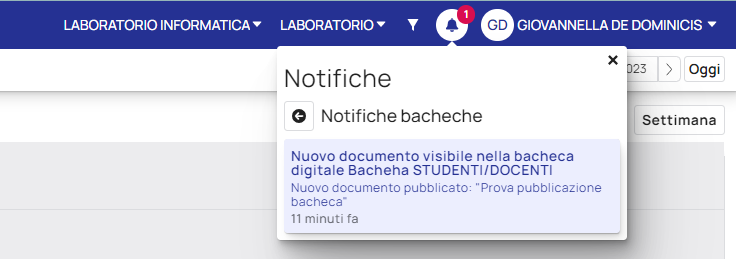 LABORATORIO INFORMATICA LABORATORIO 1 GD GIOVANNELLA DE DOMINICIS
Notifiche
023 Oggi
Notifiche bacheche
Settimana
Nuovo documento visibile nella bacheca
digitale Bacheha STUDENTI/DOCENTI
Nuovo documento pubblicato: "Prova pubblicazione
bacheca"
11 minuti fa